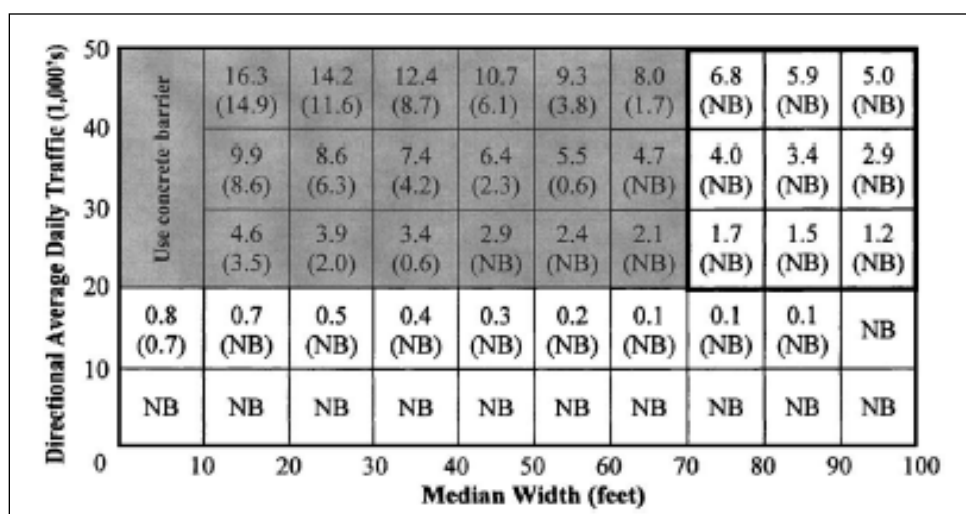 Directional Average Daily Traffic (1,000's)
50
Use concrete barrier
16.3 14.2 12.4 10.7 9.3 8.0 6.8 5.9 5.0
(14.9) (11.6) (8.7) (6.1) (3.8) (1.7) (NB) (NB) (NB)
40
9.9 8.6 7.4 6.4 5.5 4.7 4.0 3.4 2.9
(8.6) (6.3) (4.2) (2.3) (0.6) (NB) (NB) (NB) (NB)
30
4.6 3.9 3.4 2.9 2.4 2.1 1.7 1.5 1.2
(3.5) (2.0) (0.6) (NB) (NB) (NB) (NB) (NB) (NB)
20
0.8 0.7 0.5 0.4 0.3 0.2 0.1 0.1 0.1 NB
(0.7) (NB) (NB) (NB) (NB) (NB) (NB) (NB) (NB)
10
NB NB NB NB NB NB NB NB NB NB
0 10 20 30 40 50 60 70 80 90 100
Median Width (feet)